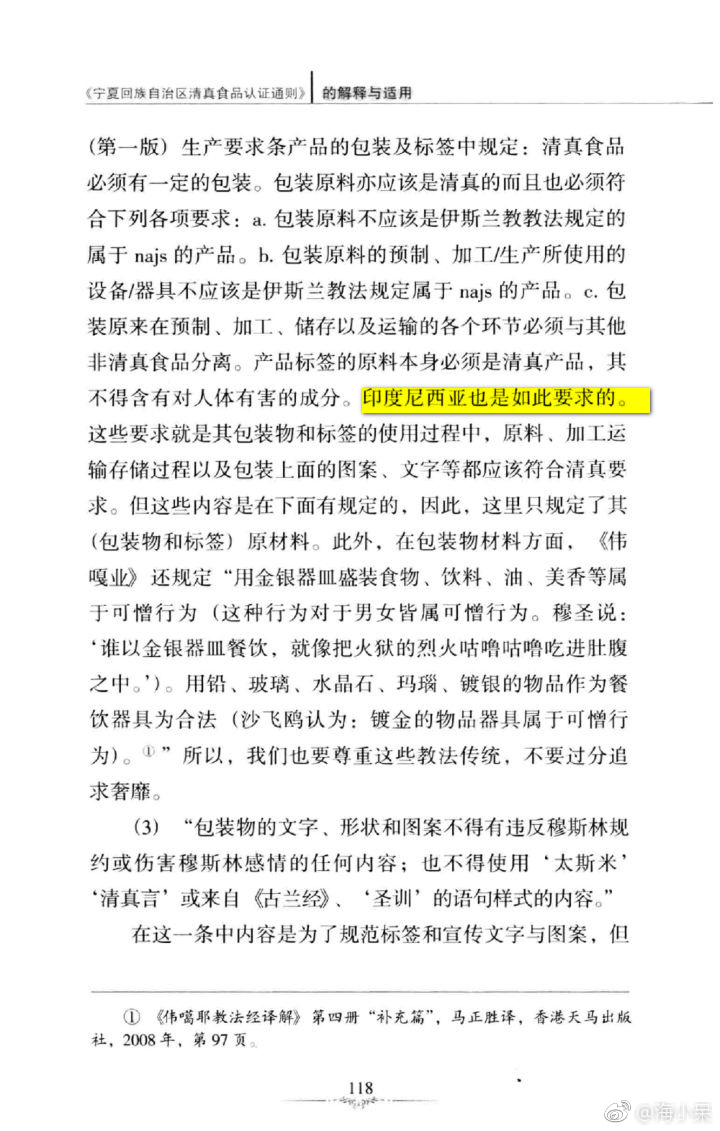 《宁夏回族自治区清真食品认证通则》 的解释与适用
(第一版) 生产要求条产品的包装及标签中规定：清真食品
必须有一定的包装。包装原料亦应该是清真的而且也必须符
合下列各项要求：a. 包装原料不应该是伊斯兰教教法规定的
属于 najs 的产品。b. 包装原料的预制、加工/生产所使用的
设备/器具不应该是伊斯兰教法规定属于 najs 的产品。c. 包
装原来在预制、加工、储存以及运输的各个环节必须与其他
非清真食品分离。产品标签的原料本身必须是清真产品，其
不得含有对人体有害的成分。印度尼西亚也是如此要求的。
这些要求就是其包装物和标签的使用过程中，原料、加工运
输存储过程以及包装上面的图案、文字等都应该符合清真要
求。但这些内容是在下面有规定的，因此，这里只规定了其
(包装物和标签) 原材料。此外，在包装物材料方面，《伟
嘎业》还规定“用金银器皿盛装食物、饮料、油、美香等属
于可憎行为（这种行为对于男女皆属可憎行为。穆圣说：
‘谁以金银器皿餐饮，就像把火狱的烈火咕噜咕噜吃进肚腹
之中。’)。用铅、玻璃、水晶石、玛瑙、镀银的物品作为餐
饮器具为合法（沙飞鸥认为：镀金的物品器具属于可憎行
为)。①”所以，我们也要尊重这些教法传统，不要过分追
求奢靡。
(3) “包装物的文字、形状和图案不得有违反穆斯林规
约或伤害穆斯林感情的任何内容；也不得使用‘太斯米’
‘清真言’或来自《古兰经》、‘圣训’的语句样式的内容。”
在这一条中内容是为了规范标签和宣传文字与图案，但
① 《伟噶耶教法经译解》第四册“补充篇”，马正胜译，香港天马出版
社，2008 年，第 97 页。
118
@海小杲